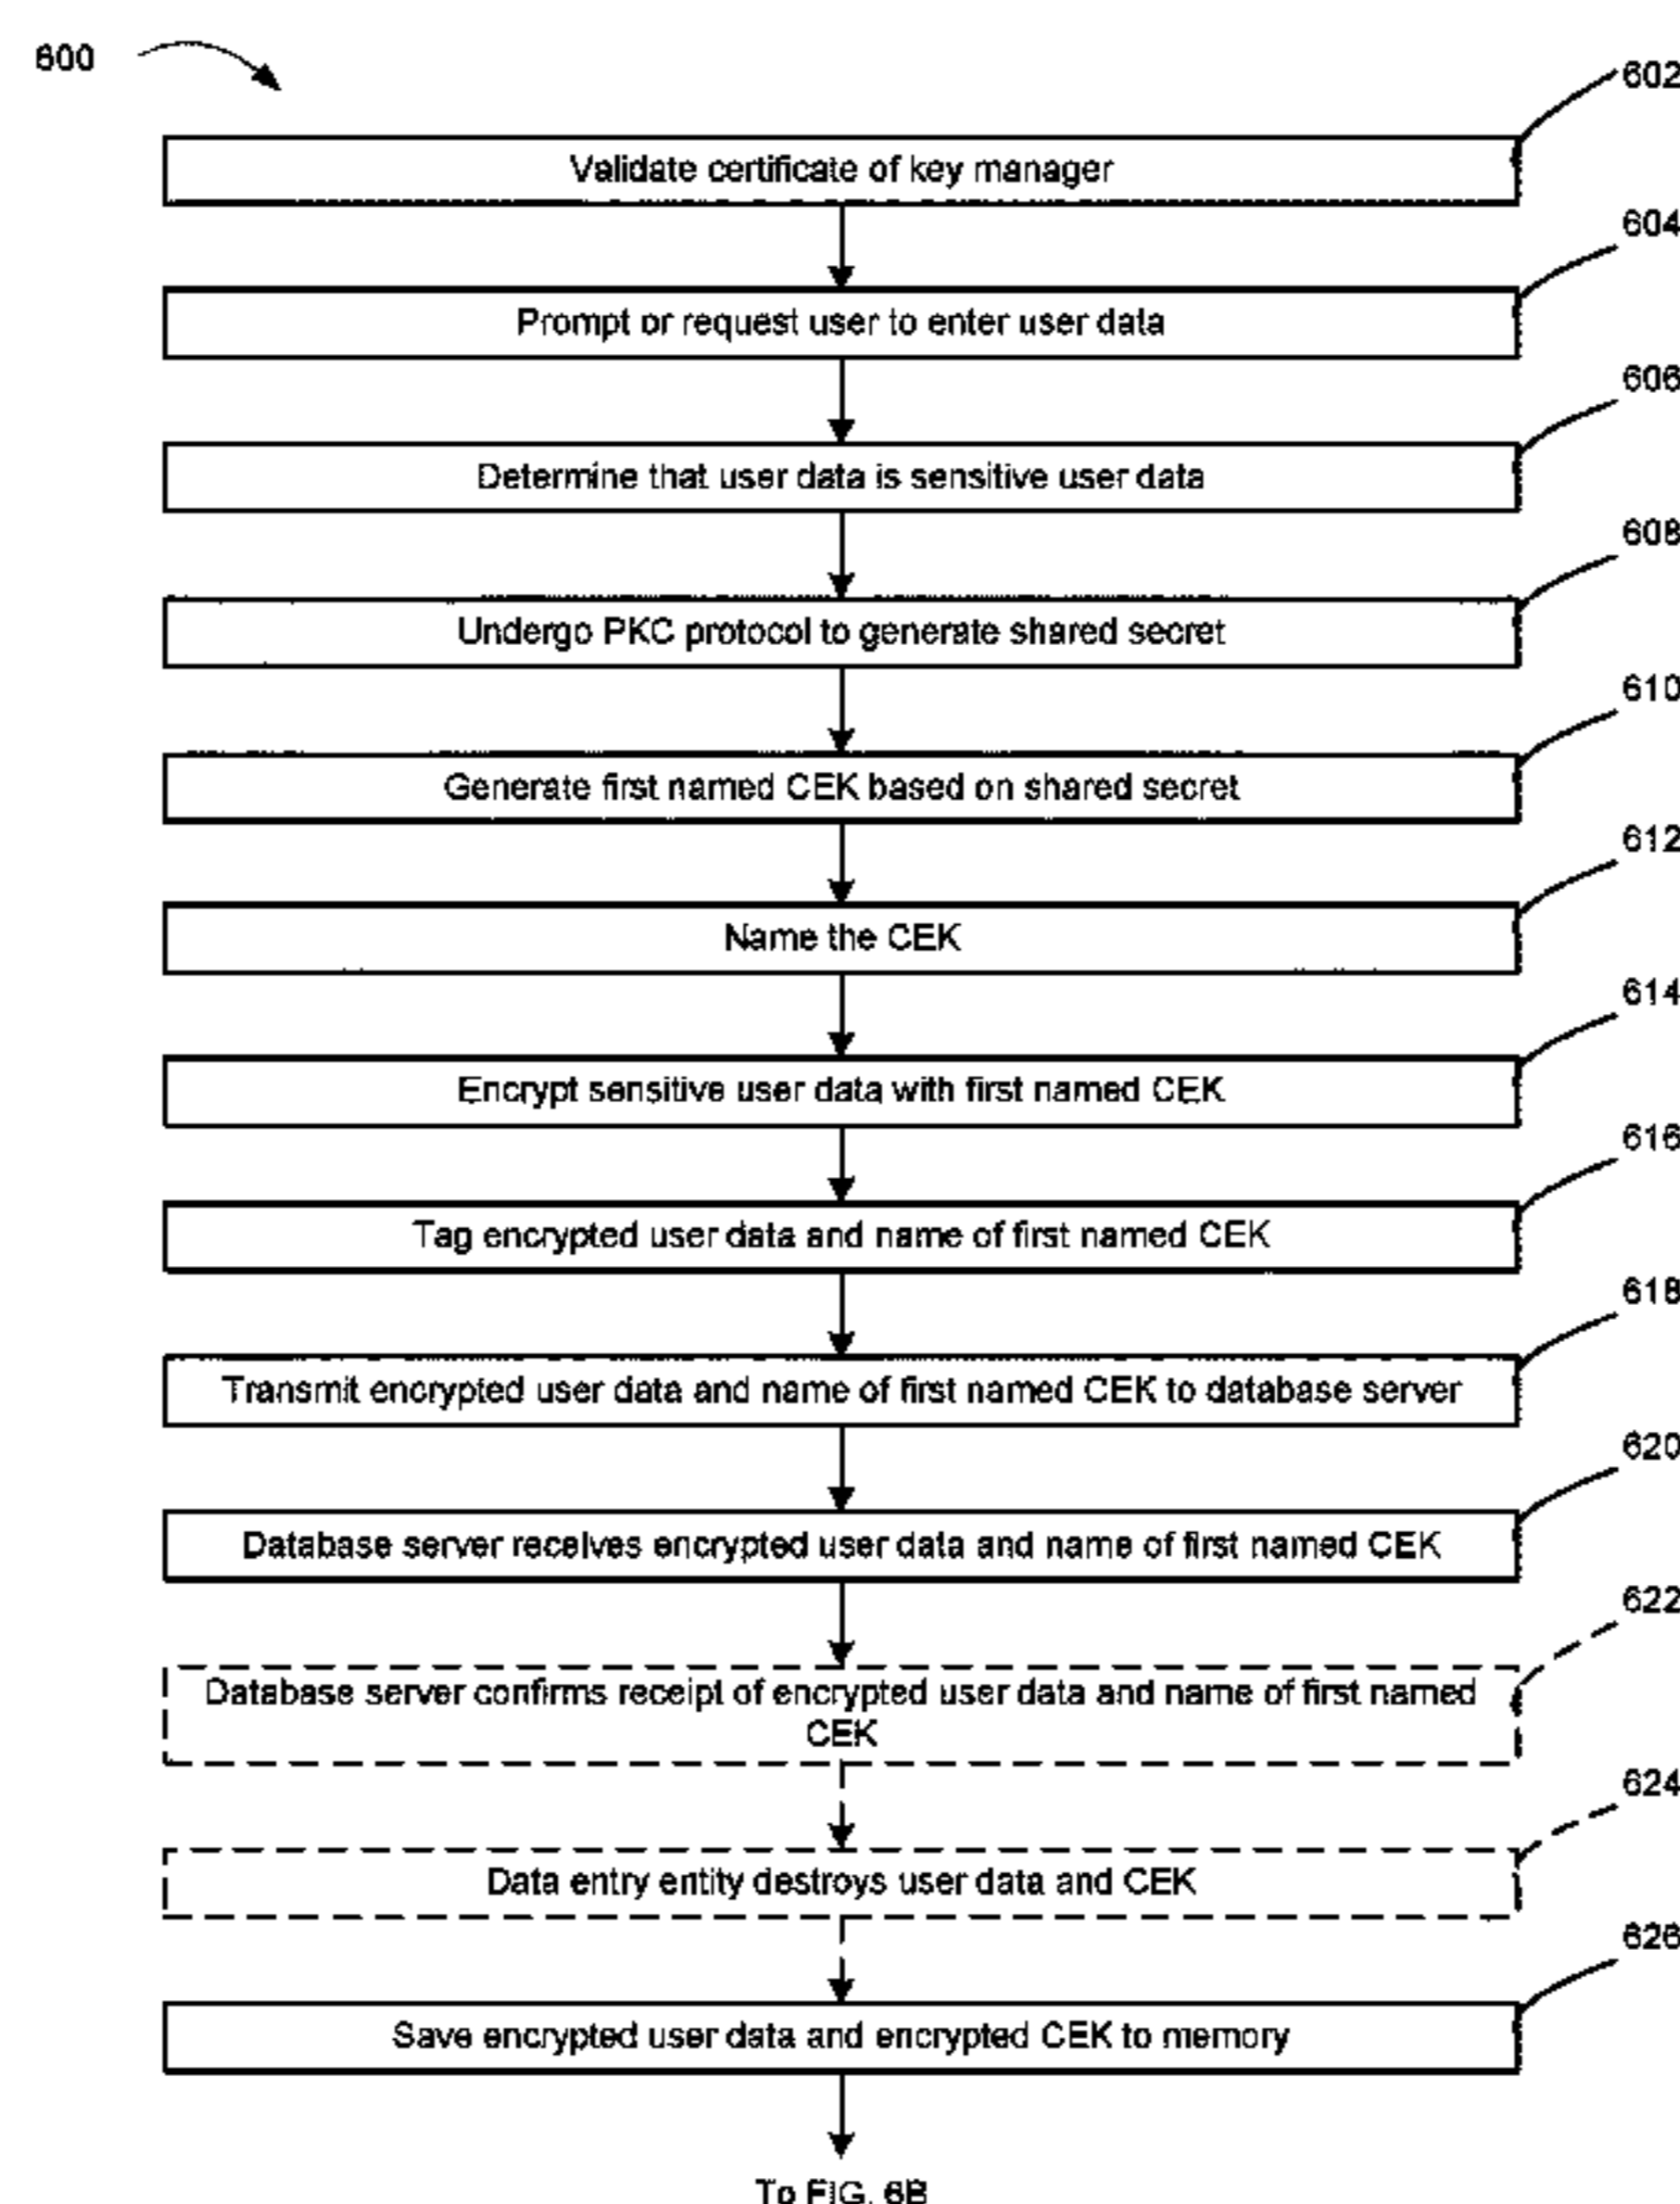 600
602
Validate certificate of key manager
604
Prompt or request user to enter user data
606
Determine that user data is sensitive user data
608
Undergo PKC protocol to generate shared secret
610
Generate first named CEK based on shared secret
612
Name the CEK
614
Encrypt sensitive user data with first named CEK
616
Tag encrypted user data and name of first named CEK
618
Transmit encrypted user data and name of first named CEK to database server
620
Database server receives encrypted user data and name of first named CEK
622
Database server confirms receipt of encrypted user data and name of first named
CEK
624
Data entry entity destroys user data and CEK
626
Save encrypted user data and encrypted CEK to memory
To FIG. 6B